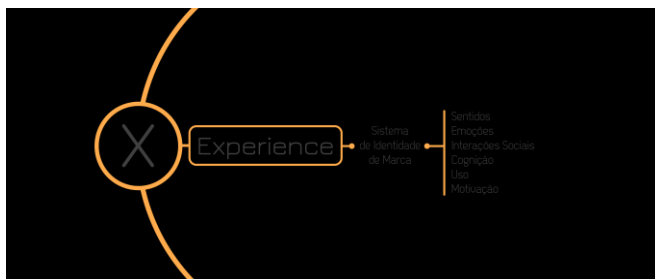 X
Experience
Sistema
de Identidade
de Marca
Sentidos
Emoções
Interações Sociais
Cognição
Uso
Motivação